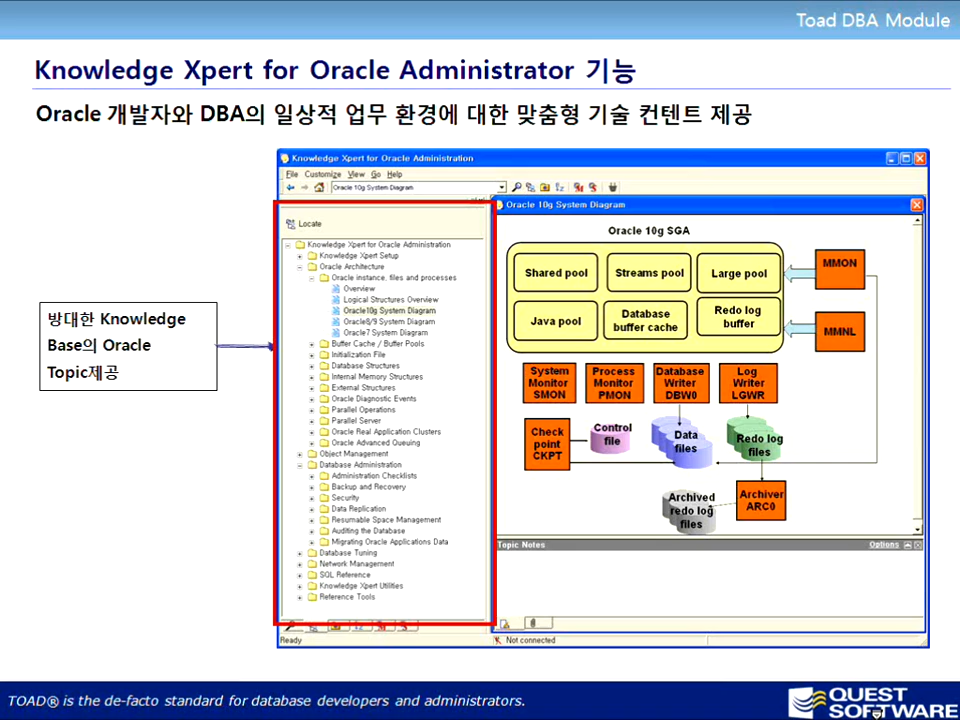 Toad DBA Module
Knowledge Xpert for Oracle Administrator 기능
Oracle 개발자와 DBA의 일상적 업무 환경에 대한 맞춤형 기술 컨텐트 제공
방대한 Knowledge
Base의 Oracle
Topic제공
Knowledge Xpert for Oracle Administration
File Customize View Go Help
Oracle 10g System Diagram
Locate
Knowledge Xpert for Oracle Administration
Knowledge Xpert Setup
Oracle Architecture
Oracle instance, files and processes
Overview
Logical Structures Overview
Oracle10g System Diagram
Oracle8/9 System Diagram
Oracle7 System Diagram
Buffer Cache / Buffer Pools
Initialization File
Database Structures
Internal Memory Structures
External Structures
Oracle Diagnostic Events
Parallel Operations
Parallel Server
Oracle Real Application Clusters
Oracle Advanced Queuing
Object Management
Database Administration
Administration Checklists
Backup and Recovery
Security
Data Replication
Resumable Space Management
Auditing the Database
Migrating Oracle Applications Data
Database Tuning
Network Management
SQL Reference
Knowledge Xpert Utilities
Reference Tools
Ready
Oracle 10g System Diagram
Oracle 10g SGA
Shared pool
Streams pool
Large pool
Java pool
Database
buffer cache
Redo log
buffer
MMON
MMNL
System
Monitor
SMON
Process
Monitor
PMON
Database
Writer
DBW0
Log
Writer
LGWR
Check
point
CKPT
Control
file
Data
files
Redo log
files
Archived
redo log
files
Archiver
ARC0
Topic Notes
Options
Not connected
TOAD® is the de-facto standard for database developers and administrators.
QUEST
SOFTWARE